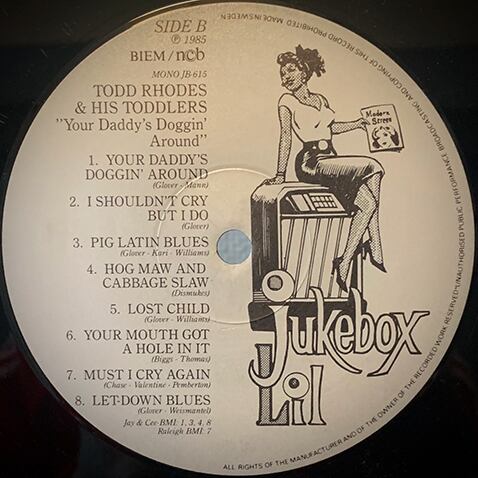 SIDE B
℗ 1985
BIEM / ncb
MONO JB-615
TODD RHODES
& HIS TODDLERS
"Your Daddy's Doggin'
Around"
1. YOUR DADDY'S
DOGGIN' AROUND
(Glover - Mann)
2. I SHOULDN'T CRY
BUT I DO
(Glover)
3. PIG LATIN BLUES
(Glover - Kari - Williams)
4. HOG MAW AND
CABBAGE SLAW
(Dismukes)
5. LOST CHILD
(Glover - Williams)
6. YOUR MOUTH GOT
A HOLE IN IT
(Biggs - Thomas)
7. MUST I CRY AGAIN
(Chase - Valentine - Pemberton)
8. LET-DOWN BLUES
(Glover - Weismantel)
Jay & Cee-BMI: 1, 3, 4, 8
Raleigh BMI: 7
Modern
Screen
Jukebox
Lil
ALL RIGHTS OF THE MANUFACTURER AND OF THE OWNER OF THE RECORDED WORK RESERVED • UNAUTHORISED PUBLIC PERFORMANCE BROADCASTING AND COPYING OF THIS RECORD PROHIBITED MADE IN SWEDEN